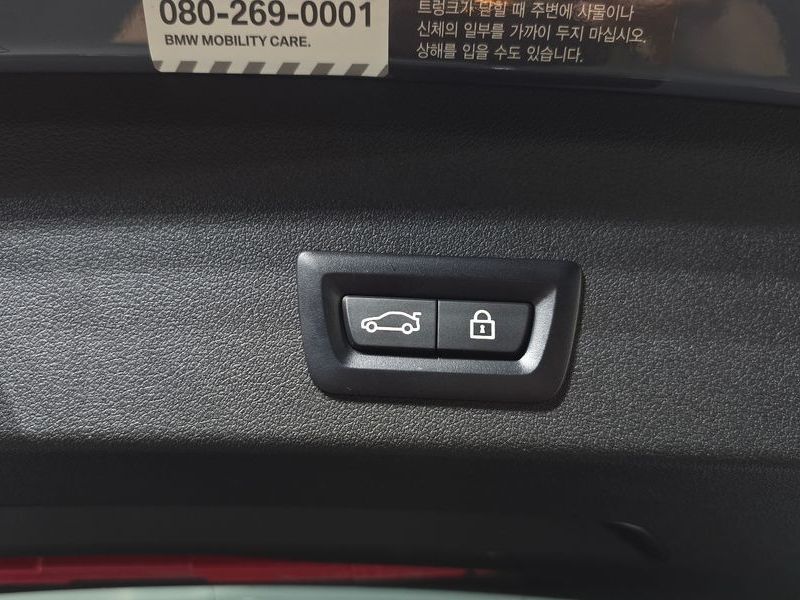 080-269-0001
BMW MOBILITY CARE.
트렁크가 닫힐 때 주변에 사물이나
신체의 일부를 가까이 두지 마십시오.
상해를 입을 수도 있습니다.